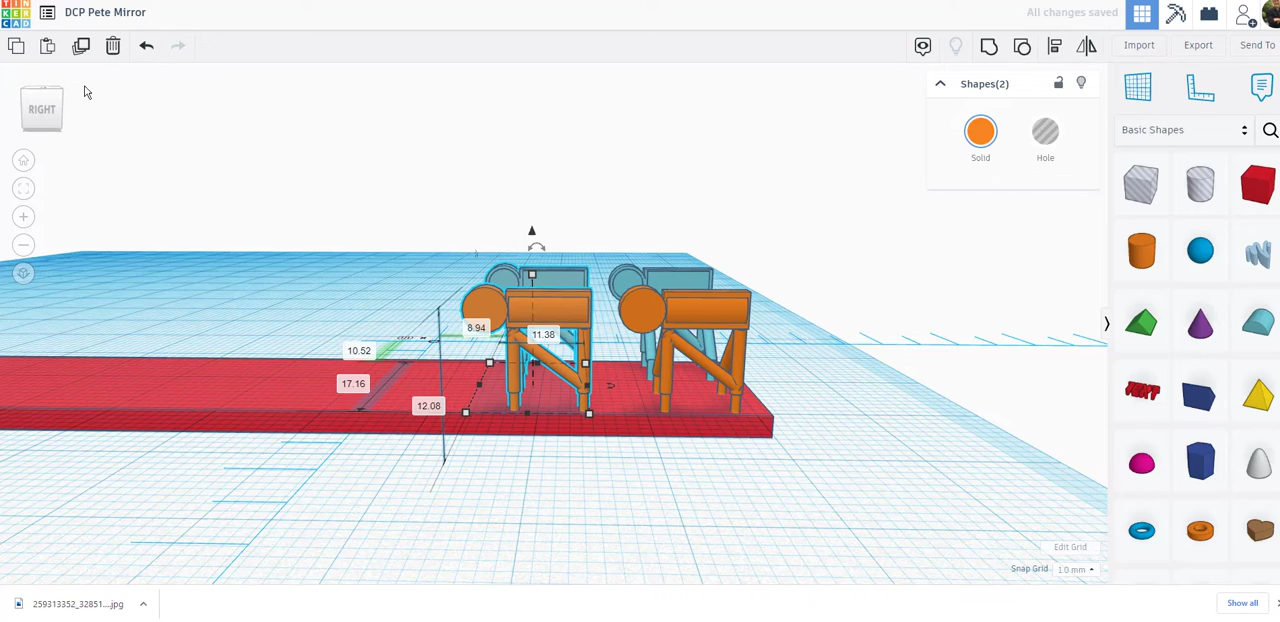 TIN
KER
CAD
DCP Pete Mirror
All changes saved
Import
Export
Send To
RIGHT
Shapes(2)
Solid
Hole
Basic Shapes
8.94
11.38
10.52
17.16
12.08
TEXT
Edit Grid
Snap Grid
1.0 mm
259313352_32851....jpg
Show all